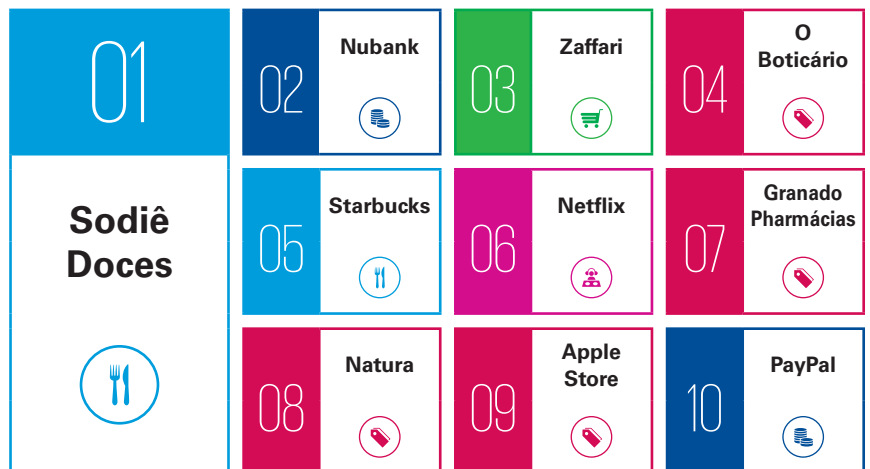 01
Sodiê
Doces
02
Nubank
03
Zaffari
04
O
Boticário
05
Starbucks
06
Netflix
07
Granado
Pharmácias
08
Natura
09
Apple
Store
10
PayPal